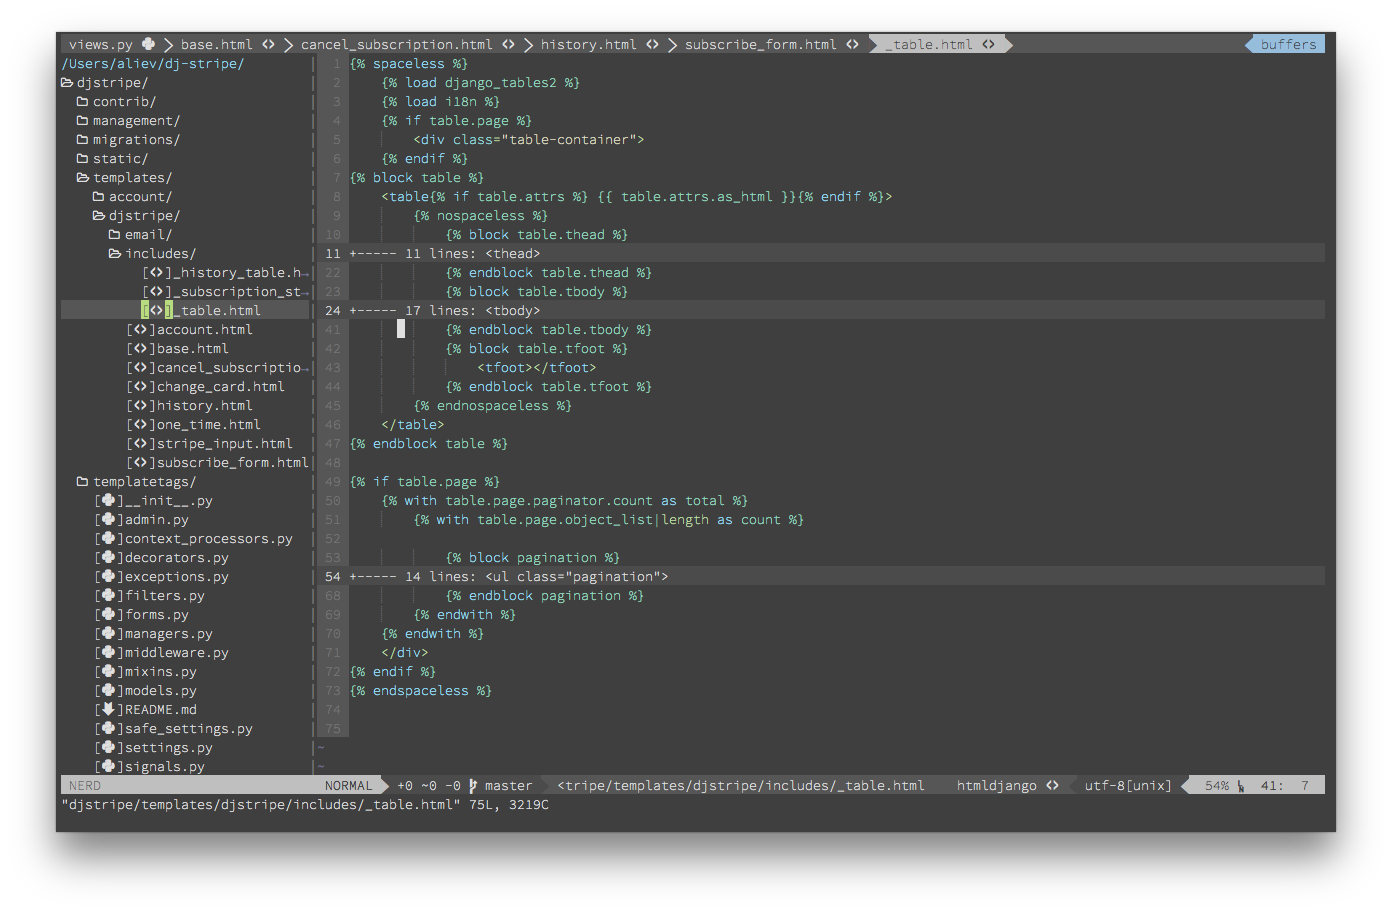 views.py base.html <> cancel_subscription.html <> history.html <> subscribe_form.html <> _table.html <> buffers
/Users/aliev/dj-stripe/
djstripe/
contrib/
management/
migrations/
static/
templates/
account/
djstripe/
email/
includes/
[<>]_history_table.h→
[<>]_subscription_st→
[<>]_table.html
[<>]account.html
[<>]base.html
[<>]cancel_subscriptio→
[<>]change_card.html
[<>]history.html
[<>]one_time.html
[<>]stripe_input.html
[<>]subscribe_form.html
templatetags/
[]__init__.py
[]admin.py
[]context_processors.py
[]decorators.py
[]exceptions.py
[]filters.py
[]forms.py
[]managers.py
[]middleware.py
[]mixins.py
[]models.py
[]README.md
[]safe_settings.py
[]settings.py
[]signals.py
1 {% spaceless %}
2 {% load django_tables2 %}
3 {% load i18n %}
4 {% if table.page %}
5 <div class="table-container">
6 {% endif %}
7 {% block table %}
8 <table{% if table.attrs %} {{ table.attrs.as_html }}{% endif %}>
9 {% nospaceless %}
10 {% block table.thead %}
11 +----- 11 lines: <thead>
22 {% endblock table.thead %}
23 {% block table.tbody %}
24 +----- 17 lines: <tbody>
41 {% endblock table.tbody %}
42 {% block table.tfoot %}
43 <tfoot></tfoot>
44 {% endblock table.tfoot %}
45 {% endnospaceless %}
46 </table>
47 {% endblock table %}
48
49 {% if table.page %}
50 {% with table.page.paginator.count as total %}
51 {% with table.page.object_list|length as count %}
52
53 {% block pagination %}
54 +----- 14 lines: <ul class="pagination">
68 {% endblock pagination %}
69 {% endwith %}
70 {% endwith %}
71 </div>
72 {% endif %}
73 {% endspaceless %}
74
75
~
~
NERD NORMAL +0 ~0 -0 master <tripe/templates/djstripe/includes/_table.html htmldjango <> utf-8[unix] 54% 41: 7
"djstripe/templates/djstripe/includes/_table.html" 75L, 3219C